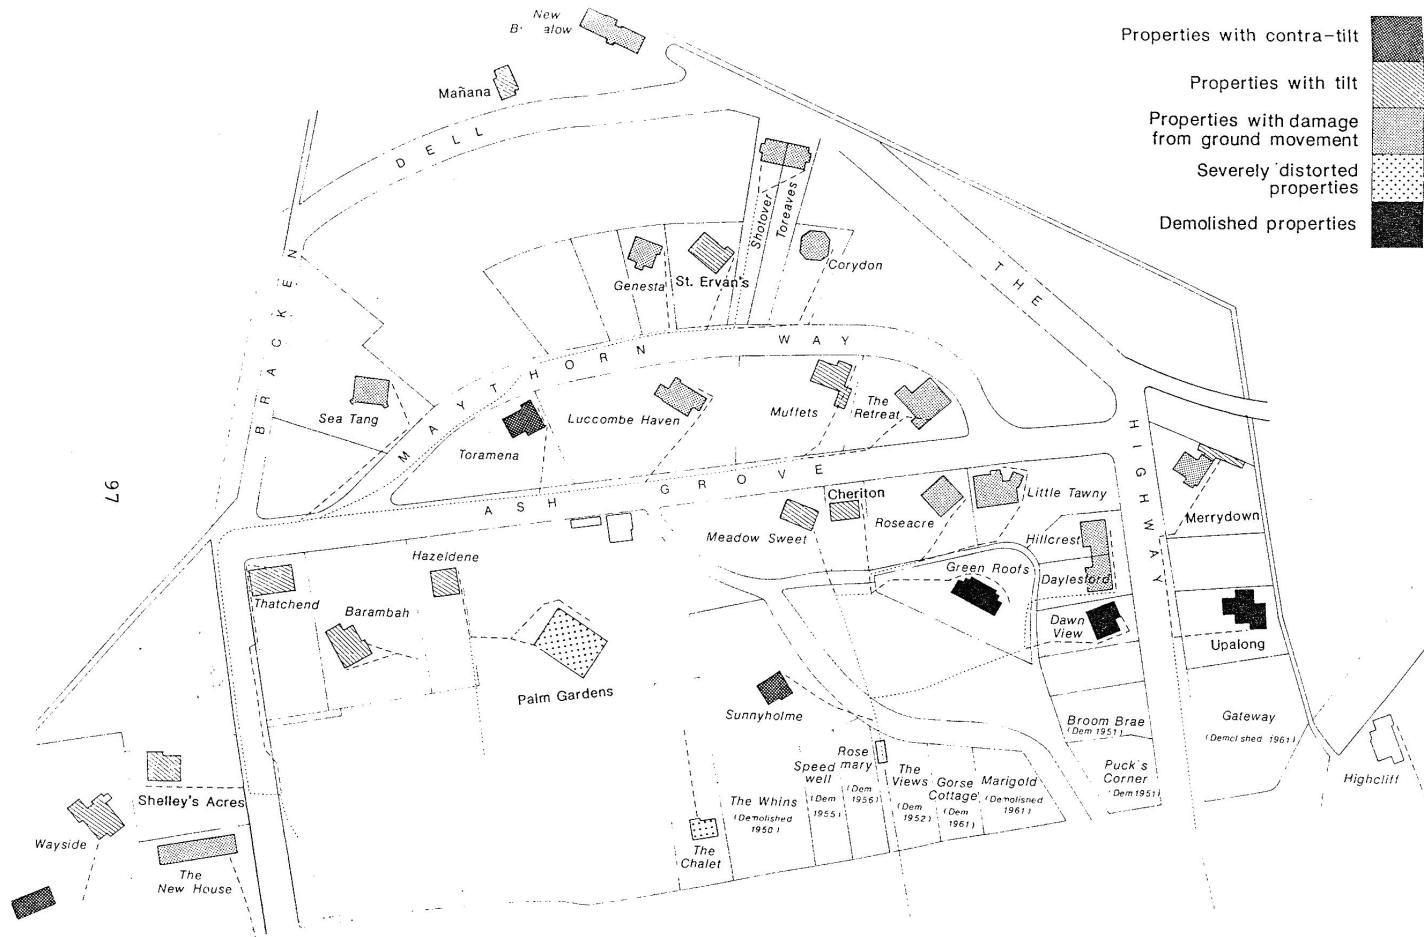 New
Properties with contra-tilt
Properties with tilt
Properties with damage
from ground movement
Severely distorted
properties
Demolished properties
Mañana
DELL
Shotover
Toreaves
Genesta
St. Ervan's
Corydon
BRACKEN
THE
MAYTHORN WAY
Sea Tang
Toramena
Luccombe Haven
Muffets
The
Retreat
HIGHWAY
ASH GROVE
97
Meadow Sweet
Cheriton
Roseacre
Little Tawny
Merrydown
Hazeldene
Hillcrest
Thatchend
Barambah
Green Roofs
Daylesford
Dawn
View
Upalong
Palm Gardens
Sunnyholme
Broom Brae
(Dem 1951)
Gateway
(Demolished 1961)
Highcliff
Shelley's Acres
Wayside
The
New House
The
Chalet
The Whins
(Demolished
1950)
Speed
well
(Dem
1955)
Rose
mary
(Dem
1956)
The
Views
(Dem
1952)
Gorse
Cottage
(Dem
1961)
Marigold
(Demolished
1961)
Puck's
Corner
(Dem 1951)